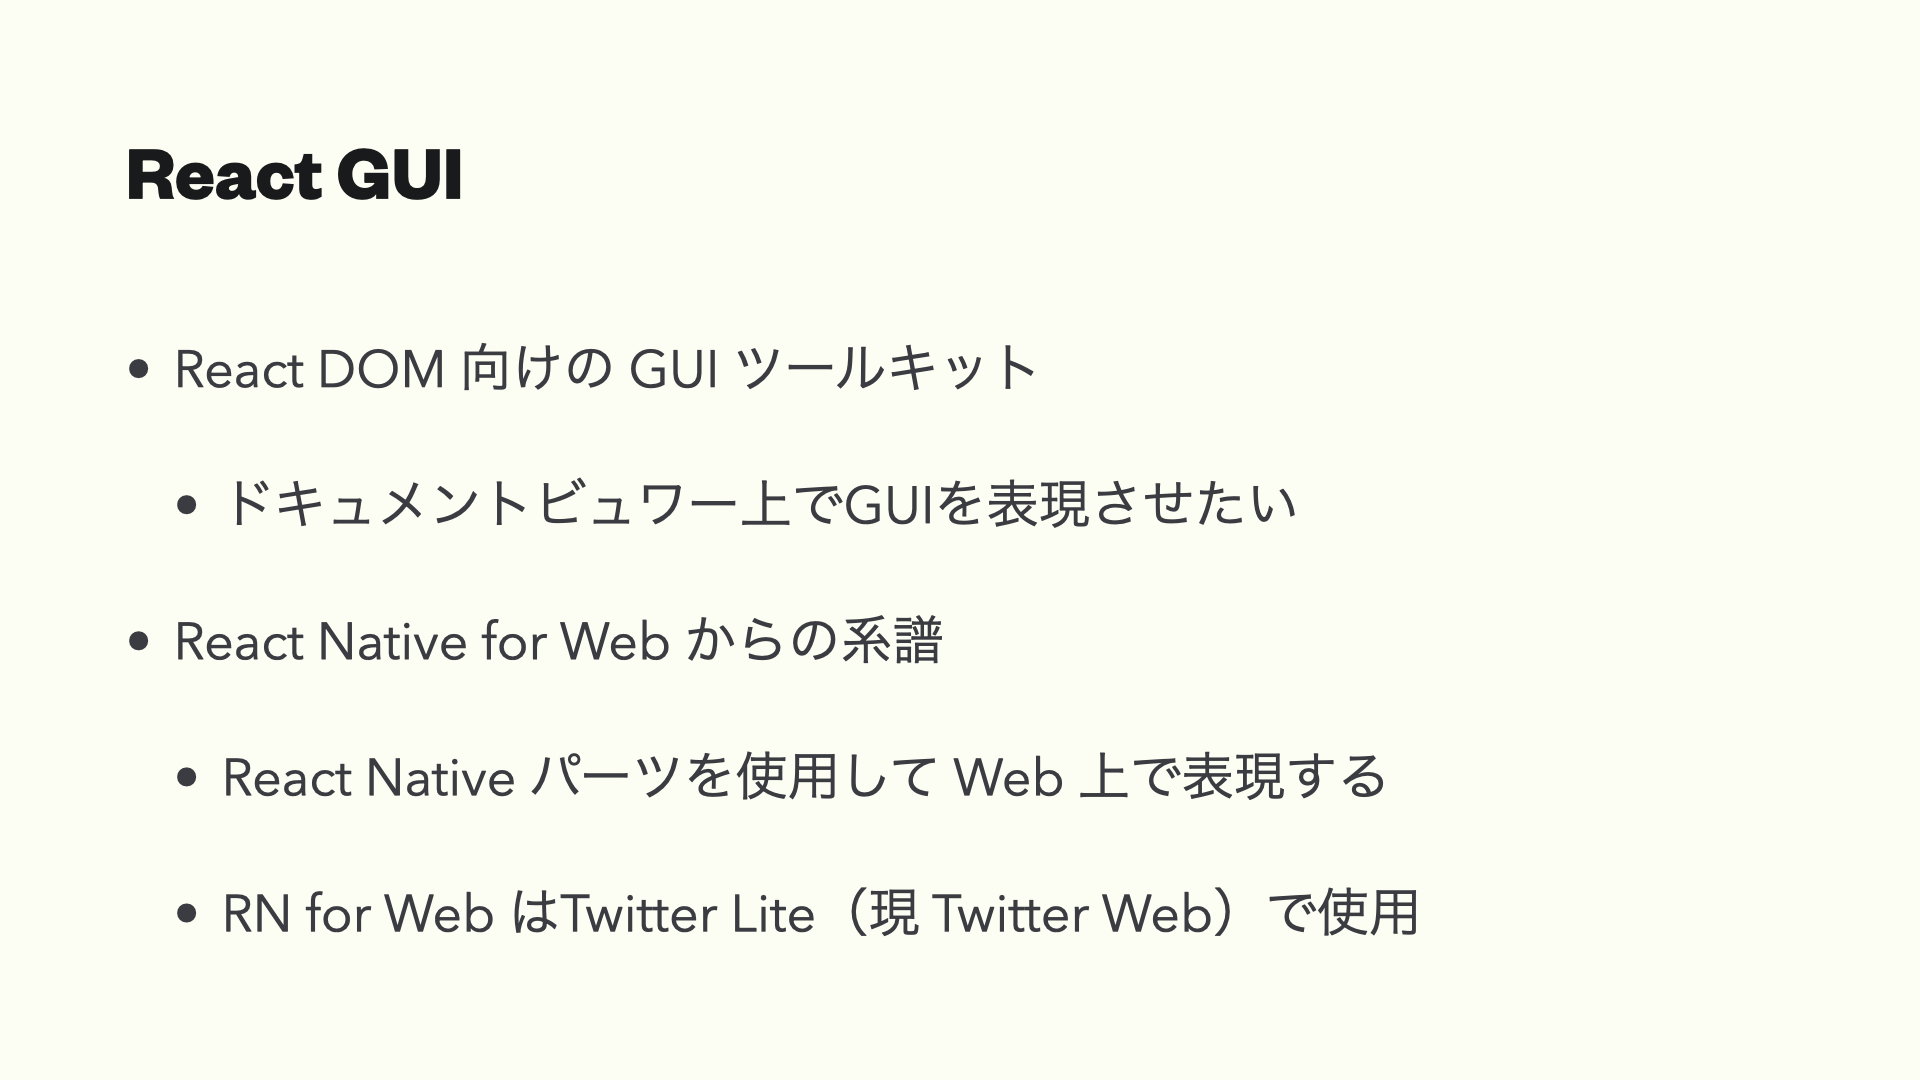 React GUI
• React DOM 向けの GUI ツールキット
• ドキュメントビュワー上でGUIを表現させたい
• React Native for Web からの系譜
• React Native パーツを使用して Web 上で表現する
• RN for Web はTwitter Lite（現 Twitter Web）で使用